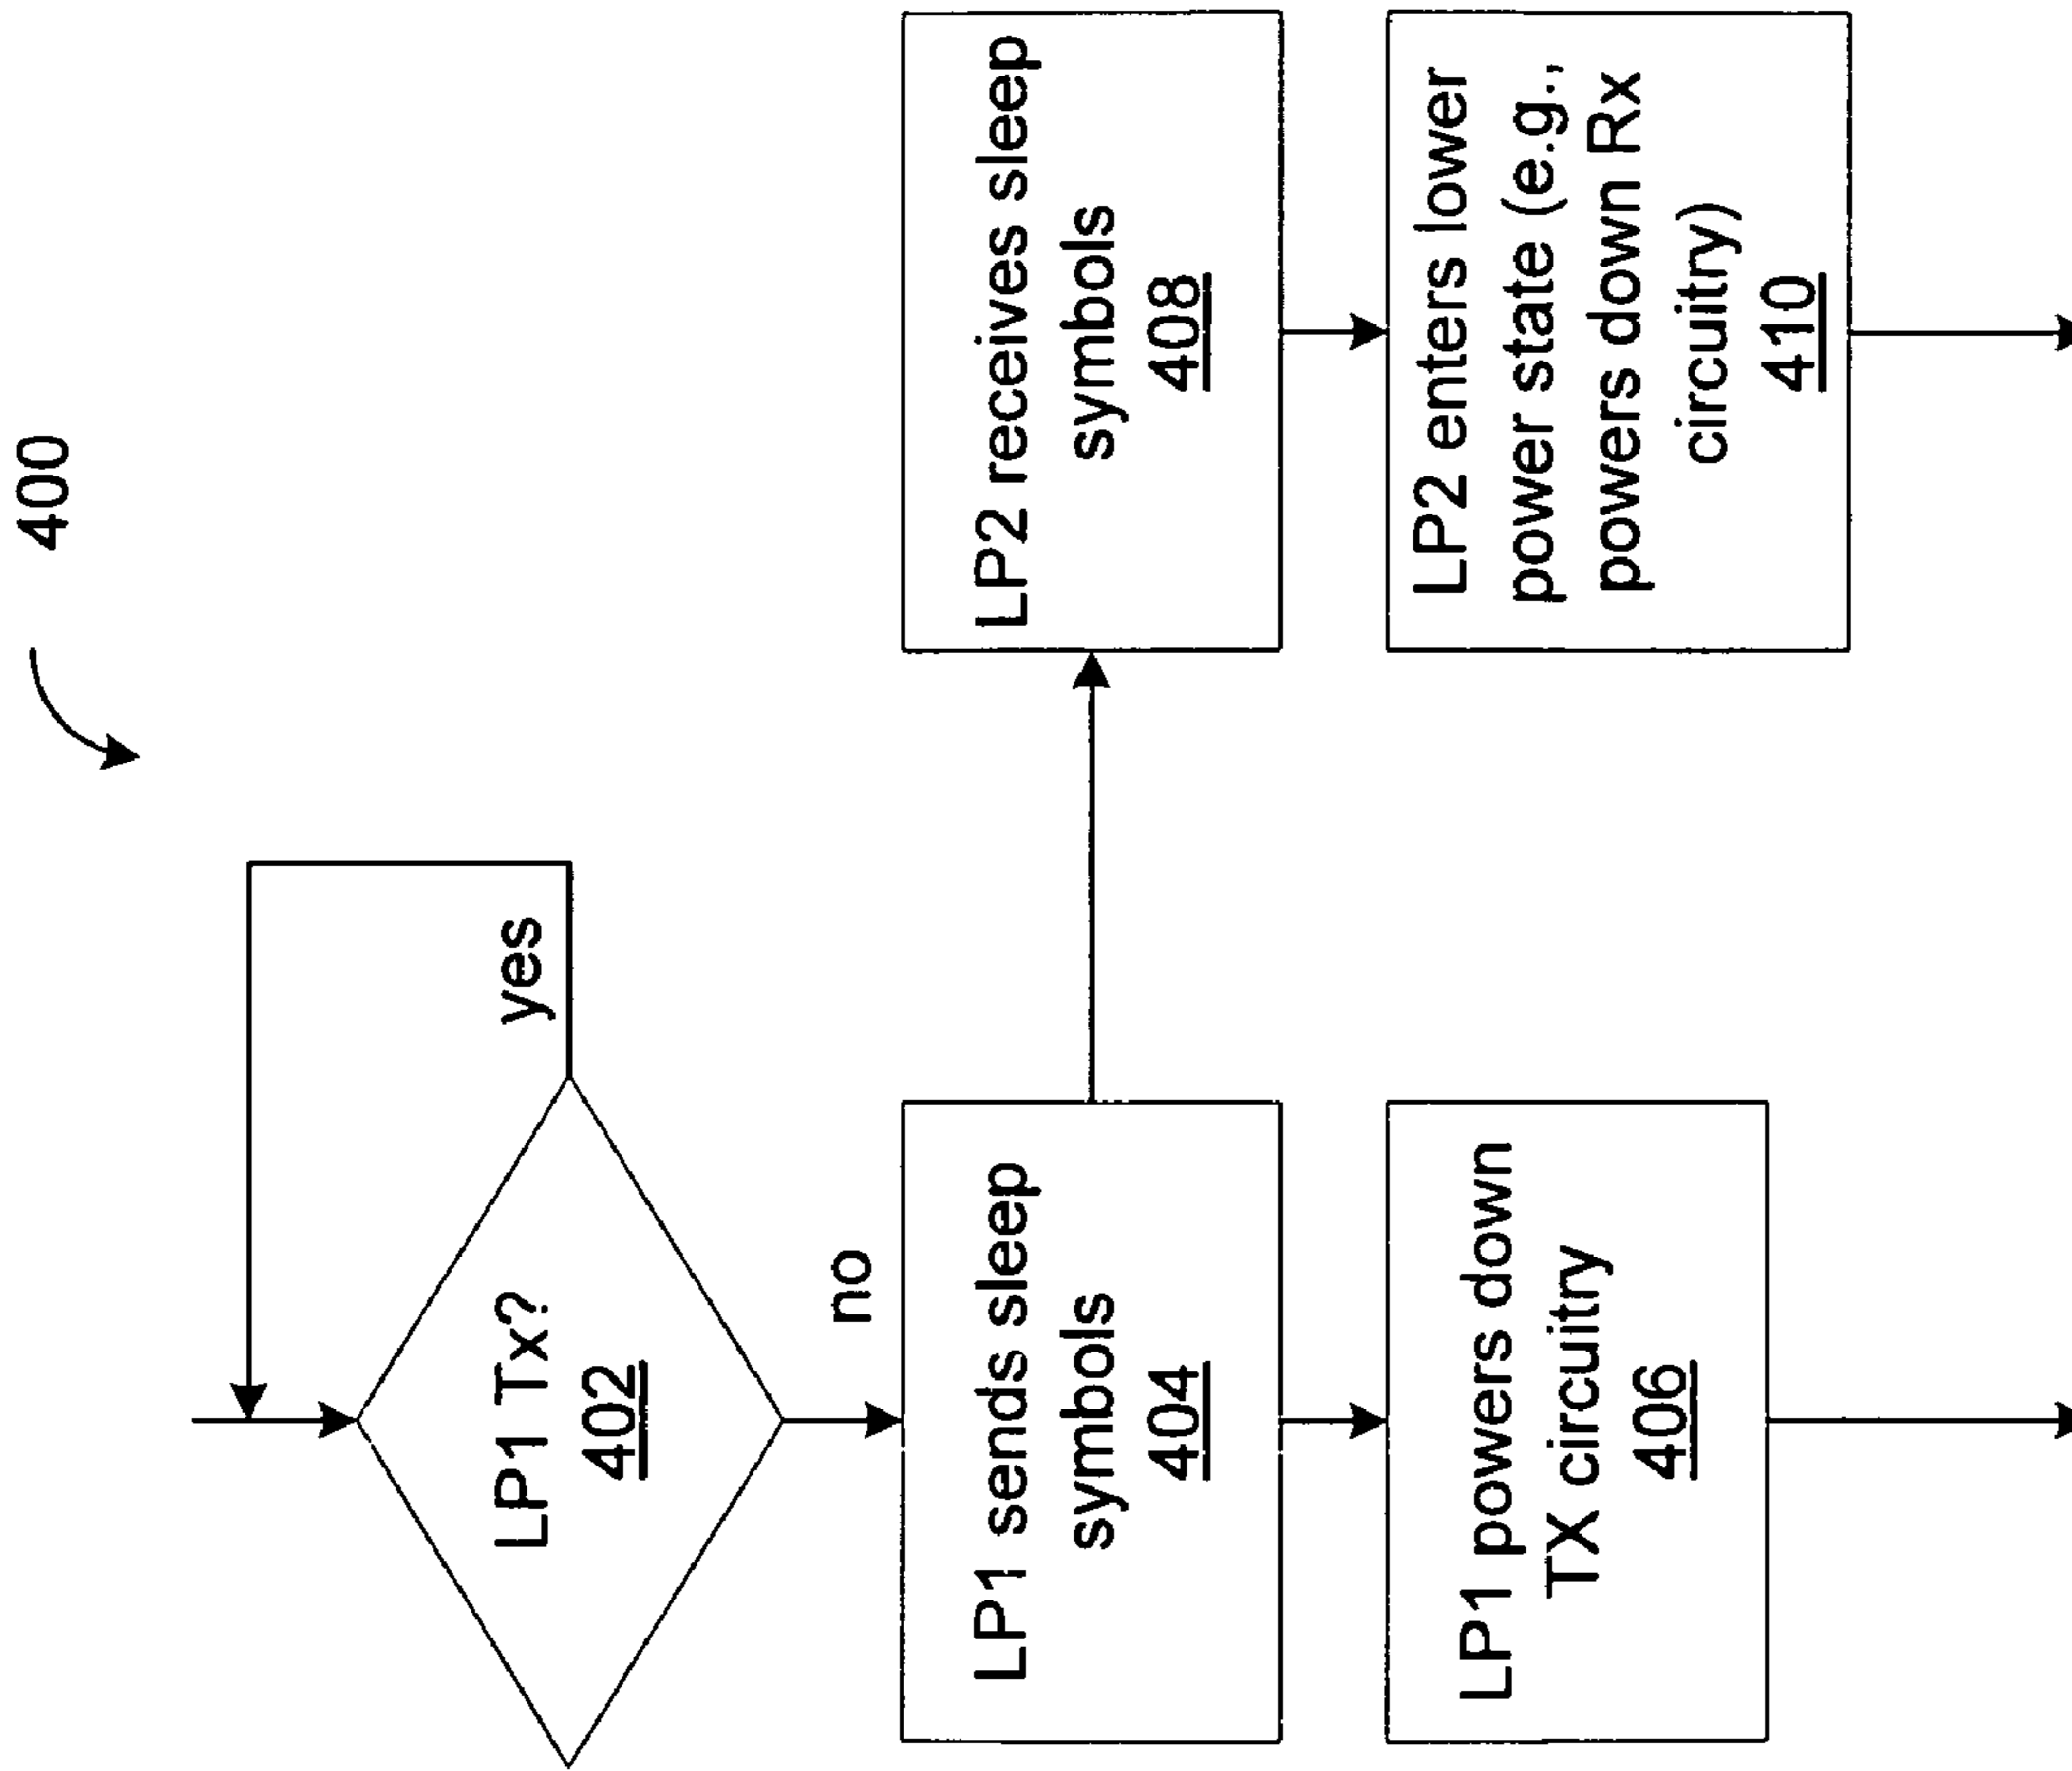 400
LP1 Tx?
402
yes
no
LP1 sends sleep
symbols
404
LP2 receives sleep
symbols
408
LP1 powers down
TX circuitry
406
LP2 enters lower
power state (e.g.,
powers down Rx
circuitry)
410